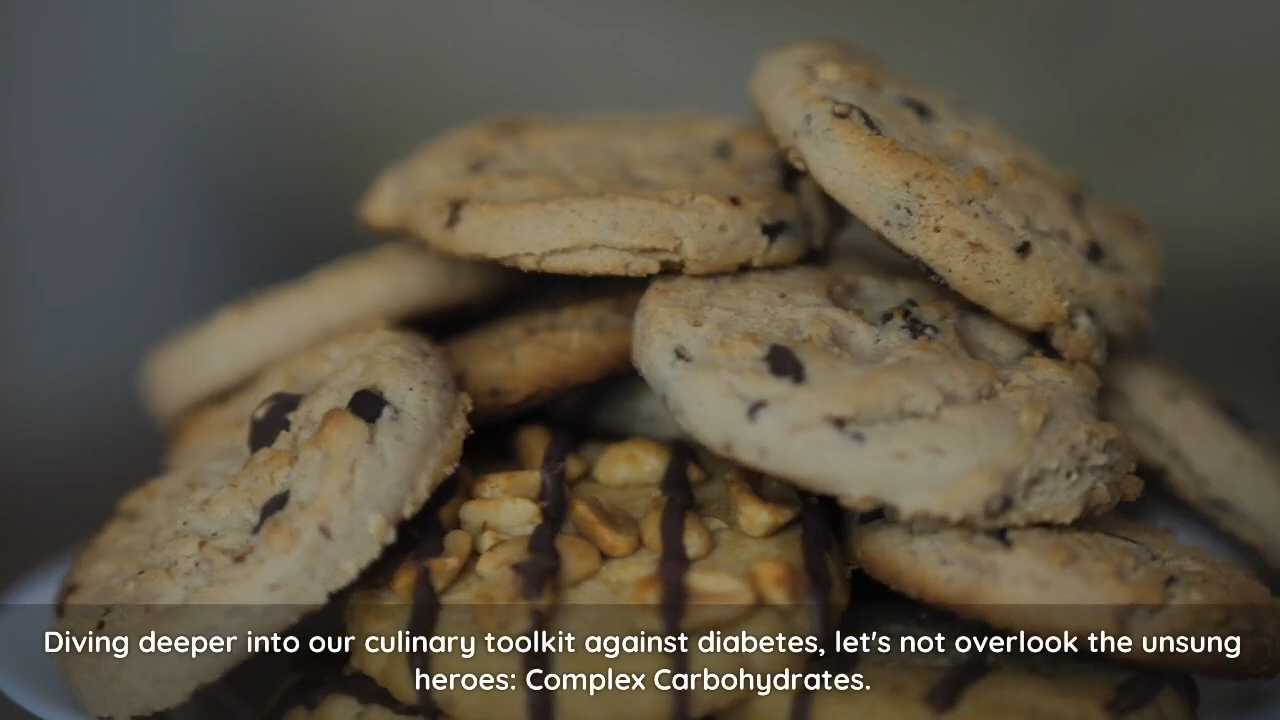 Diving deeper into our culinary toolkit against diabetes, let's not overlook the unsung
heroes: Complex Carbohydrates.